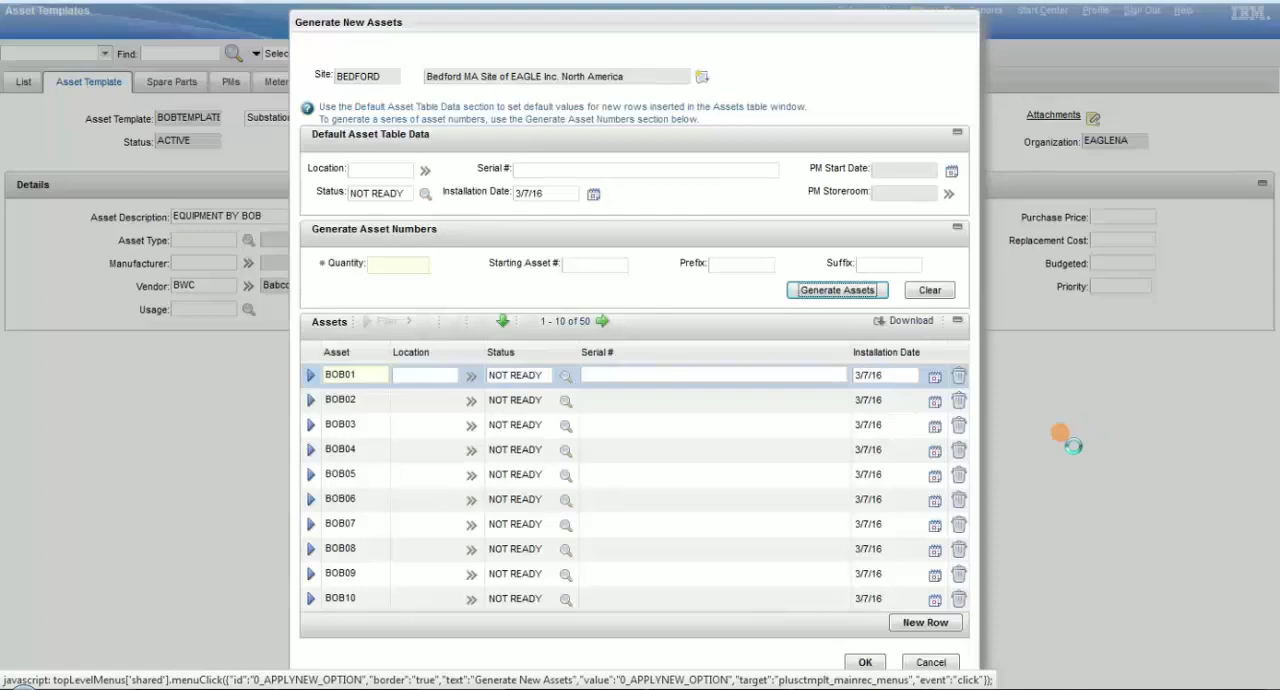 Asset Templates
Generate New Assets
Start Center Profile Sign Out Help
IBM.
Find: Selec
Site: BEDFORD Bedford MA Site of EAGLE Inc. North America
List Asset Template Spare Parts PMs Meter
Use the Default Asset Table Data section to set default values for new rows inserted in the Assets table window.
To generate a series of asset numbers, use the Generate Asset Numbers section below.
Asset Template: BOBTEMPLATE Substation
Status: ACTIVE
Attachments
Organization: EAGLENA
Default Asset Table Data
Location: Serial #: PM Start Date:
Status: NOT READY Installation Date: 3/7/16 PM Storeroom:
Details
Asset Description: EQUIPMENT BY BOB
Asset Type:
Manufacturer:
Vendor: BWC Babco
Usage:
Purchase Price:
Replacement Cost:
Budgeted:
Priority:
Generate Asset Numbers
Quantity: Starting Asset #: Prefix: Suffix:
Generate Assets Clear
Assets Filter 1 - 10 of 50 Download
Asset Location Status Serial # Installation Date
BOB01 NOT READY 3/7/16
BOB02 NOT READY 3/7/16
BOB03 NOT READY 3/7/16
BOB04 NOT READY 3/7/16
BOB05 NOT READY 3/7/16
BOB06 NOT READY 3/7/16
BOB07 NOT READY 3/7/16
BOB08 NOT READY 3/7/16
BOB09 NOT READY 3/7/16
BOB10 NOT READY 3/7/16
New Row
OK Cancel
javascript: topLevelMenus['shared'].menuClick({"id":"0_APPLYNEW_OPTION","border":"true","text":"Generate New Assets","value":"0_APPLYNEW_OPTION","target":"plusctmplt_mainrec_menus","event":"click"});